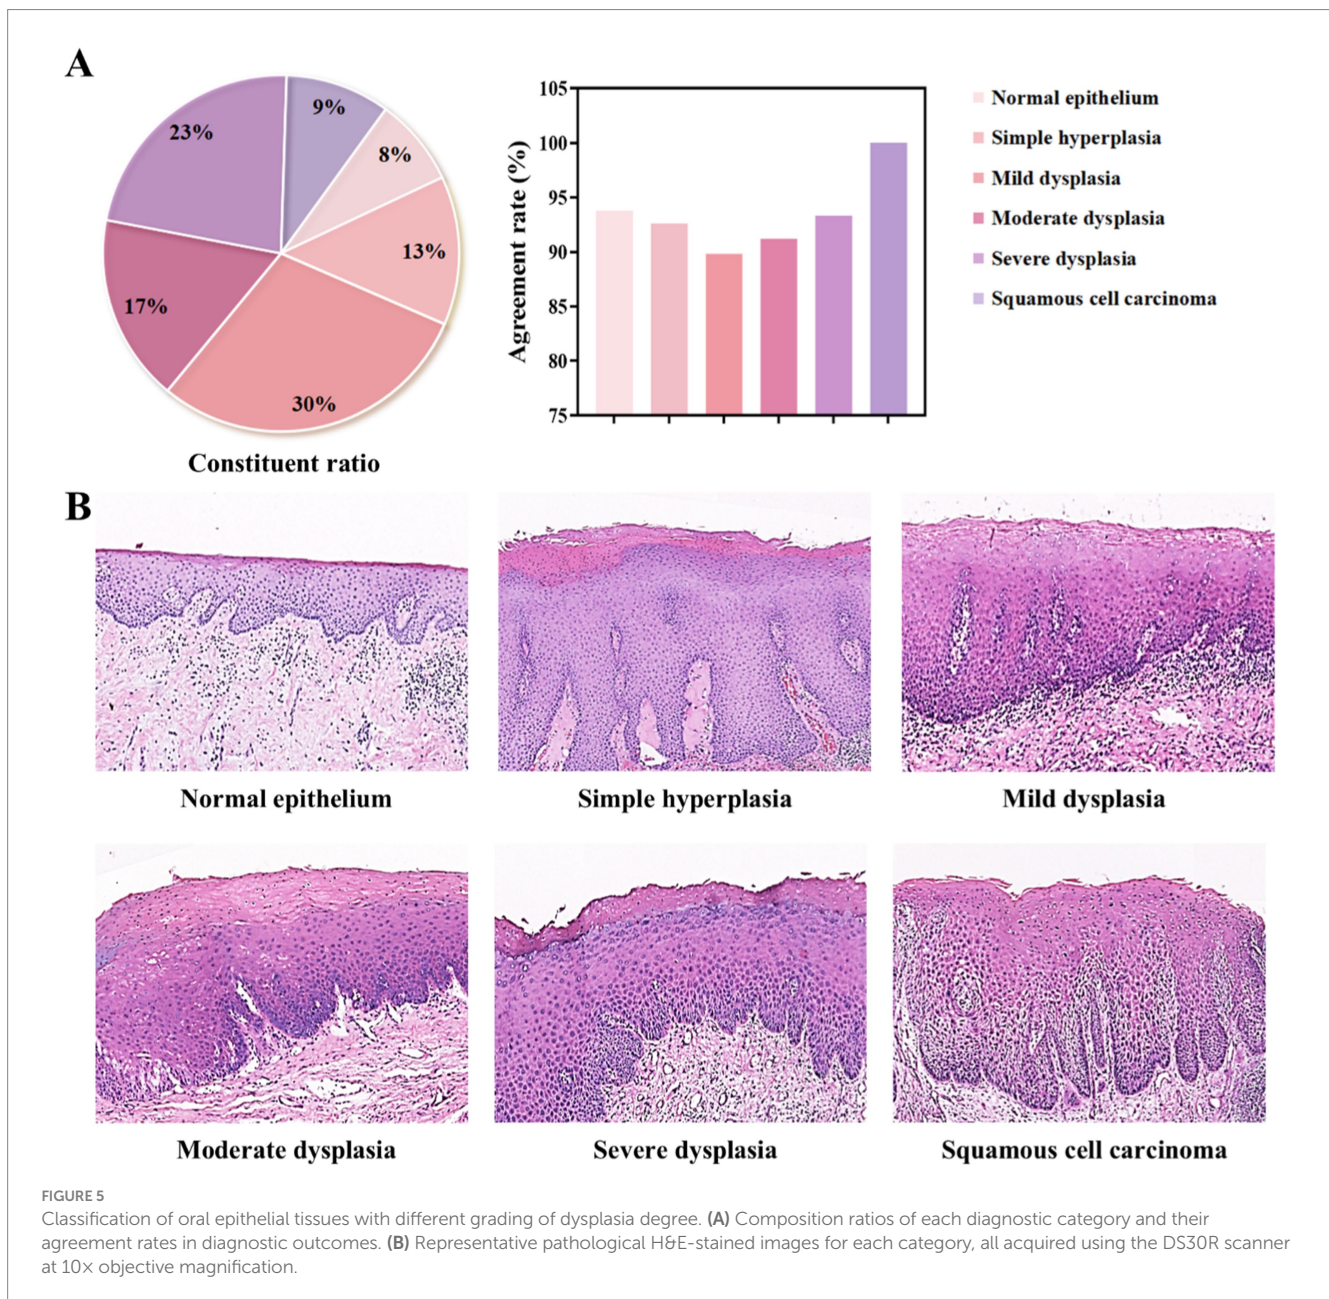 A
9%
23%
8%
13%
17%
30%
Constituent ratio
105
100
95
90
85
80
75
Agreement rate (%)
Normal epithelium
Simple hyperplasia
Mild dysplasia
Moderate dysplasia
Severe dysplasia
Squamous cell carcinoma
B
Normal epithelium
Simple hyperplasia
Mild dysplasia
Moderate dysplasia
Severe dysplasia
Squamous cell carcinoma
FIGURE 5
Classification of oral epithelial tissues with different grading of dysplasia degree. (A) Composition ratios of each diagnostic category and their
agreement rates in diagnostic outcomes. (B) Representative pathological H&E-stained images for each category, all acquired using the DS30R scanner
at 10× objective magnification.